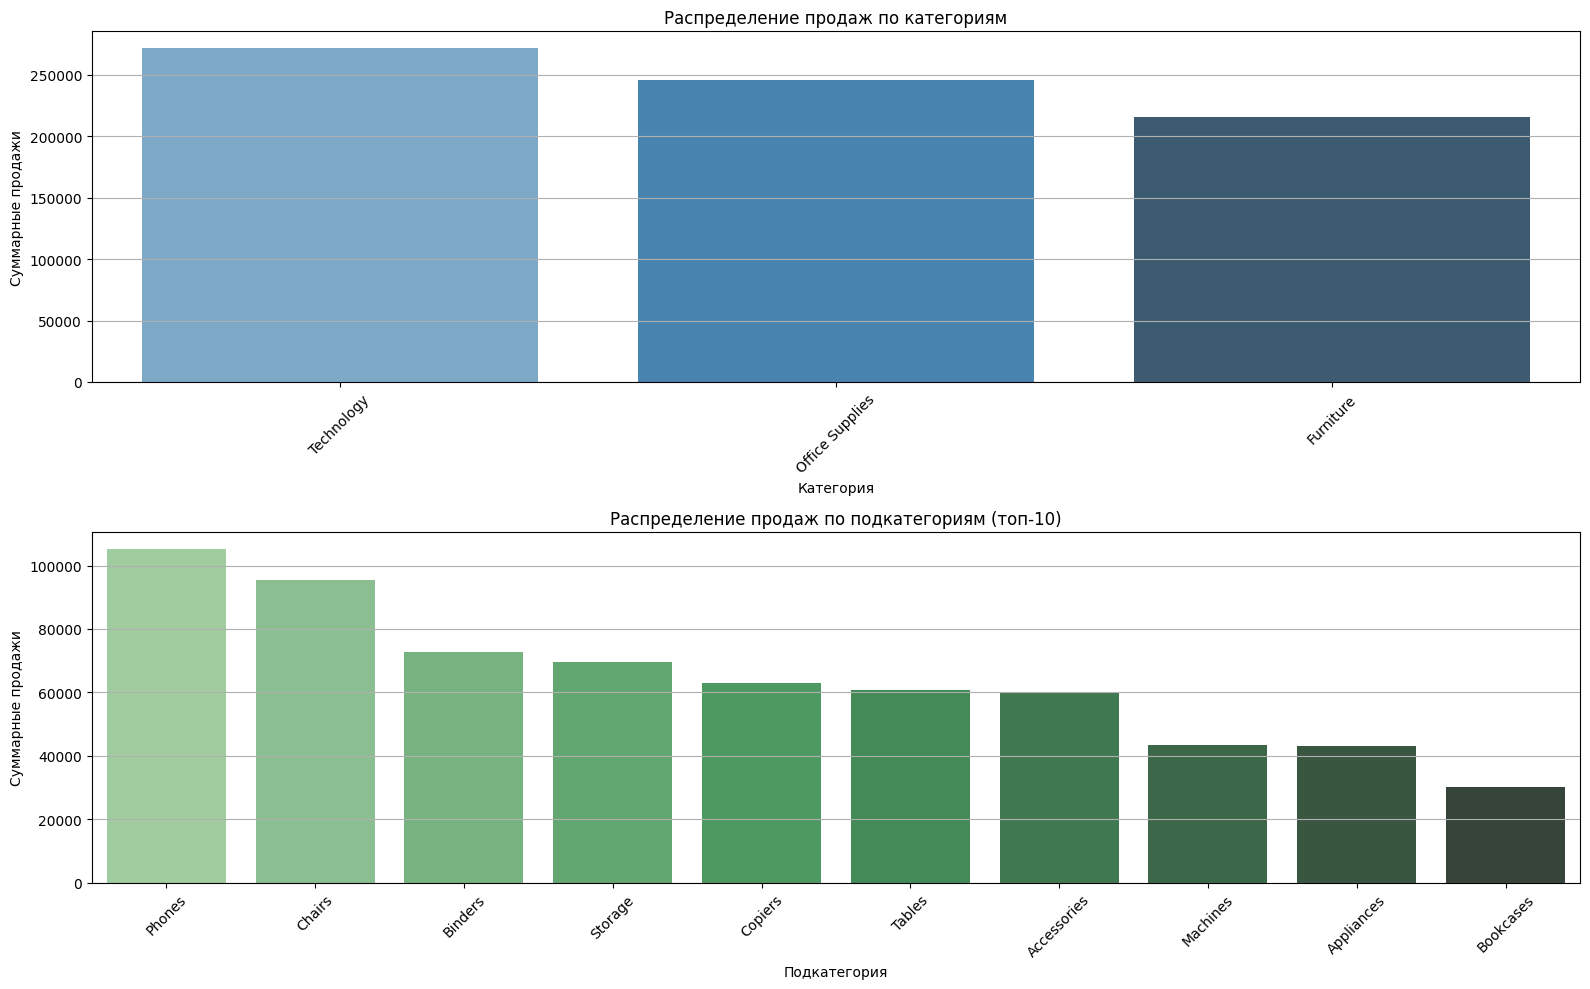 Распределение продаж по категориям
Суммарные продажи
250000
200000
150000
100000
50000
0
Technology
Office Supplies
Furniture
Категория
Распределение продаж по подкатегориям (топ-10)
Суммарные продажи
100000
80000
60000
40000
20000
0
Phones
Chairs
Binders
Storage
Copiers
Tables
Accessories
Machines
Appliances
Bookcases
Подкатегория